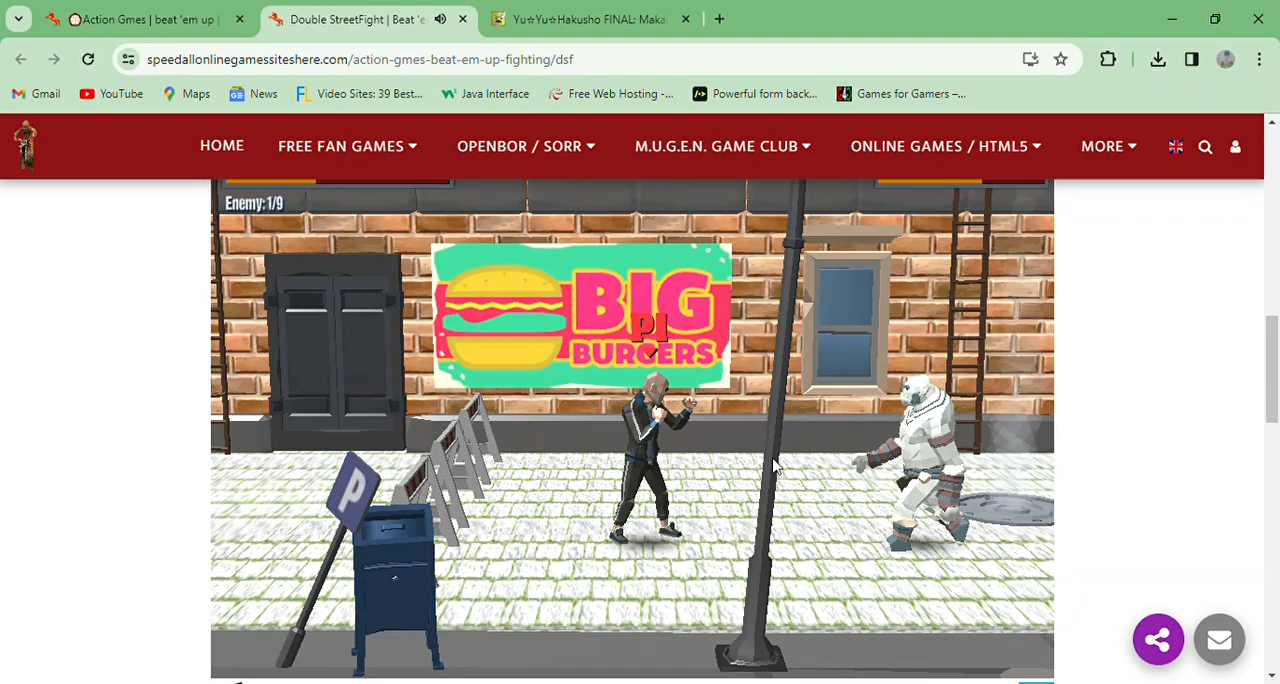 Action Gmes | beat 'em up |
Double StreetFight | Beat 'e
Yu☆Yu☆Hakusho FINAL: Makai
speedallonlinegamessiteshere.com/action-gmes-beat-em-up-fighting/dsf
Gmail
YouTube
Maps
News
Video Sites: 39 Best...
Java Interface
Free Web Hosting -...
Powerful form back...
Games for Gamers –...
HOME
FREE FAN GAMES
OPENBOR / SORR
M.U.G.E.N. GAME CLUB
ONLINE GAMES / HTML5
MORE
Enemy:1/9
BIG
P1
BURGERS
P